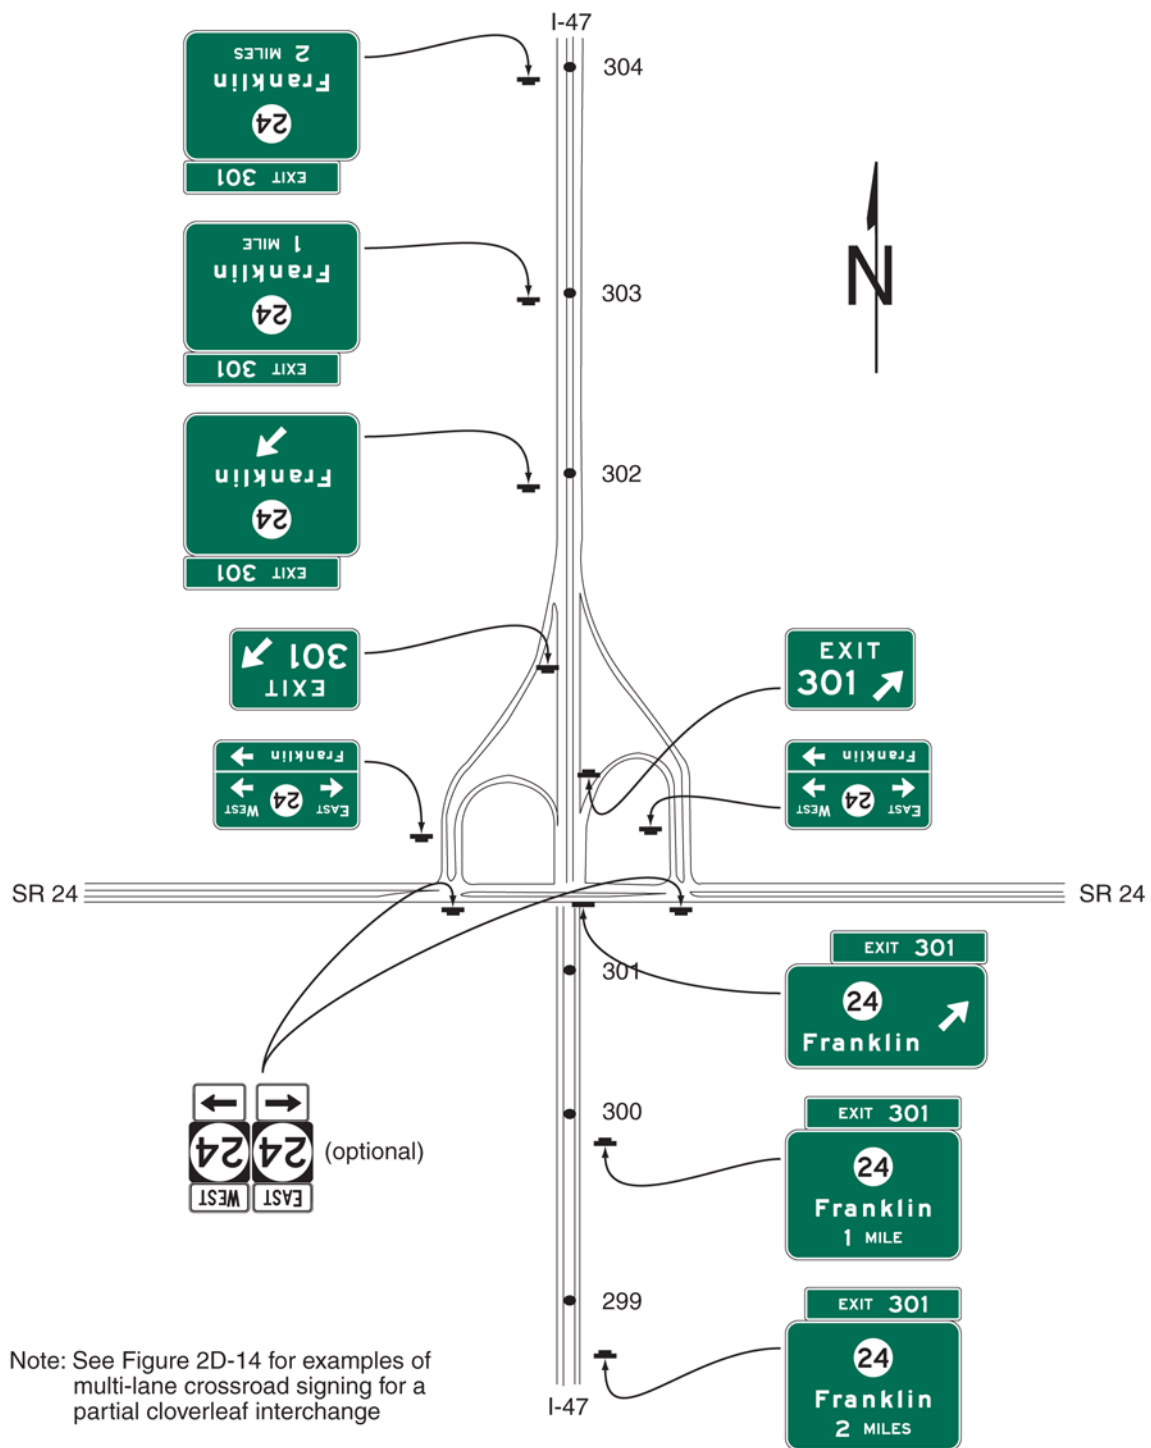 I-47
304
2 MILES
Franklin
24
EXIT 301
N
303
1 MILE
Franklin
24
EXIT 301
302
Franklin
24
EXIT 301
301
EXIT
EXIT
301
Franklin
EAST 24 WEST
Franklin
EAST 24 WEST
SR 24
SR 24
301
EXIT 301
24
Franklin
300
EXIT 301
24
Franklin
1 MILE
24 24
WEST EAST
(optional)
299
EXIT 301
24
Franklin
2 MILES
I-47
Note: See Figure 2D-14 for examples of
multi-lane crossroad signing for a
partial cloverleaf interchange